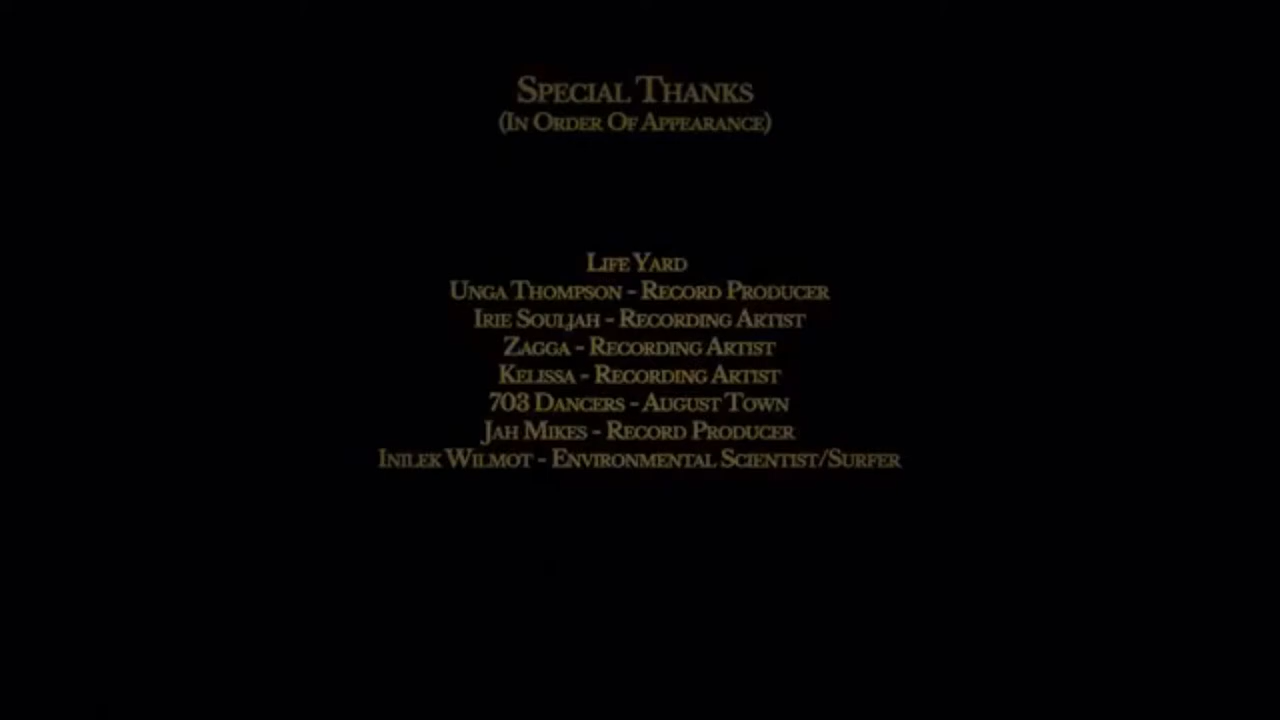 Special Thanks
(In Order Of Appearance)
Life Yard
Unga Thompson - Record Producer
Irie Souljah - Recording Artist
Zagga - Recording Artist
Kelissa - Recording Artist
703 Dancers - August Town
Jah Mikes - Record Producer
Inilek Wilmot - Environmental Scientist/Surfer